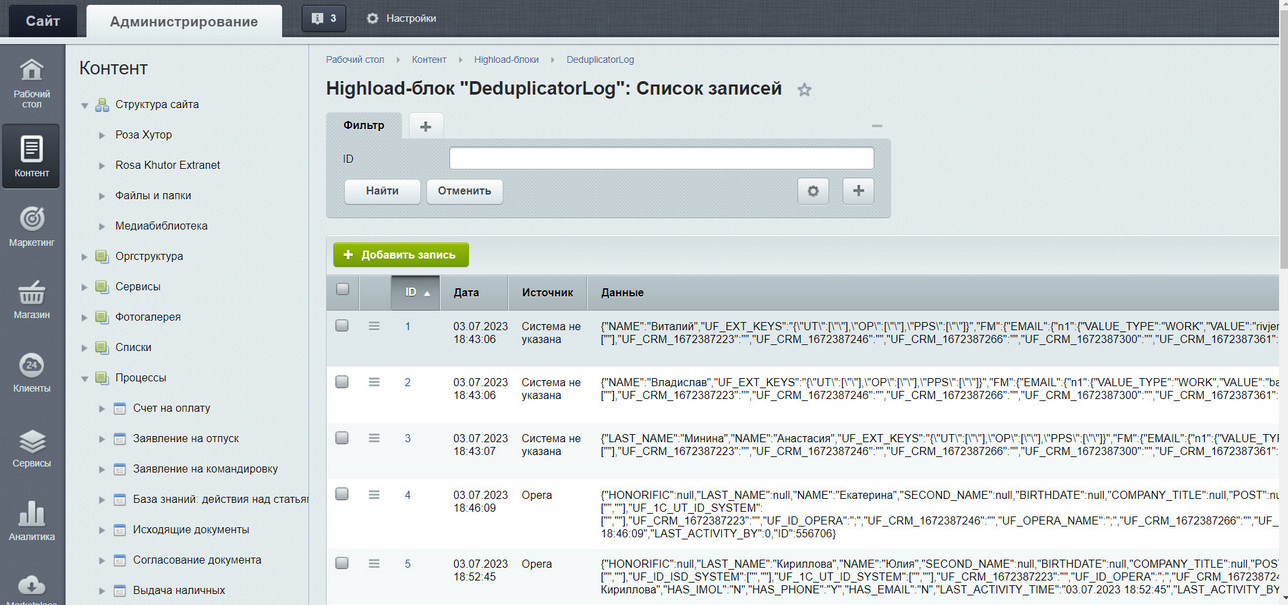 Сайт
Администрирование
3
Настройки
Рабочий стол
Контент
Маркетинг
Магазин
24
Клиенты
Сервисы
Аналитика
Контент
Структура сайта
Роза Хутор
Rosa Khutor Extranet
Файлы и папки
Медиабиблиотека
Оргструктура
Сервисы
Фотогалерея
Списки
Процессы
Счет на оплату
Заявление на отпуск
Заявление на командировку
База знаний: действия над статья
Исходящие документы
Согласование документа
Выдача наличных
Рабочий стол Контент Highload-блоки DeduplicatorLog
Highload-блок "DeduplicatorLog": Список записей
Фильтр
ID
Найти Отменить
Добавить запись
ID Дата Источник Данные
1 03.07.2023 18:43:06 Система не указана
{"NAME":"Виталий","UF_EXT_KEYS":"{\"UT\":[\"\"],\"OP\":[\"\"],\"PPS\":[\"\"]}","FM":{"EMAIL":{"n1":{"VALUE_TYPE":"WORK","VALUE":"rivjer
[""],"UF_CRM_1672387223":"","UF_CRM_1672387246":"","UF_CRM_1672387266":"","UF_CRM_1672387300":"","UF_CRM_1672387361":
2 03.07.2023 18:43:06 Система не указана
{"NAME":"Владислав","UF_EXT_KEYS":"{\"UT\":[\"\"],\"OP\":[\"\"],\"PPS\":[\"\"]}","FM":{"EMAIL":{"n1":{"VALUE_TYPE":"WORK","VALUE":"ba
[""],"UF_CRM_1672387223":"","UF_CRM_1672387246":"","UF_CRM_1672387266":"","UF_CRM_1672387300":"","UF_CRM_1672387361":
3 03.07.2023 18:43:07 Система не указана
{"LAST_NAME":"Минина","NAME":"Анастасия","UF_EXT_KEYS":"{\"UT\":[\"\"],\"OP\":[\"\"],\"PPS\":[\"\"]}","FM":{"EMAIL":{"n1":{"VALUE_TYP
[""],"UF_CRM_1672387223":"","UF_CRM_1672387246":"","UF_CRM_1672387266":"","UF_CRM_1672387300":"","UF_CRM_1672387361":
4 03.07.2023 18:46:09 Opera
{"HONORIFIC":null,"LAST_NAME":null,"NAME":"Екатерина","SECOND_NAME":null,"BIRTHDATE":null,"COMPANY_TITLE":null,"POST":nu
["",""],"UF_1C_UT_ID_SYSTEM":
["",""],"UF_CRM_1672387223":"","UF_ID_OPERA":";","UF_CRM_1672387246":"","UF_OPERA_NAME":";","UF_CRM_1672387266":"","UF_
18:46:09","LAST_ACTIVITY_BY":0,"ID":556706}
5 03.07.2023 18:52:45 Opera
{"HONORIFIC":null,"LAST_NAME":"Кириллова","NAME":"Юлия","SECOND_NAME":null,"BIRTHDATE":null,"COMPANY_TITLE":null,"POST
["",""],"UF_ID_ISD_SYSTEM":["",""],"UF_1C_UT_ID_SYSTEM":["",""],"UF_CRM_1672387223":"","UF_ID_OPERA":";","UF_CRM_167238724
Кириллова","HAS_IMOL":"N","HAS_PHONE":"Y","HAS_EMAIL":"N","LAST_ACTIVITY_TIME":"03.07.2023 18:52:45","LAST_ACTIVITY_BY